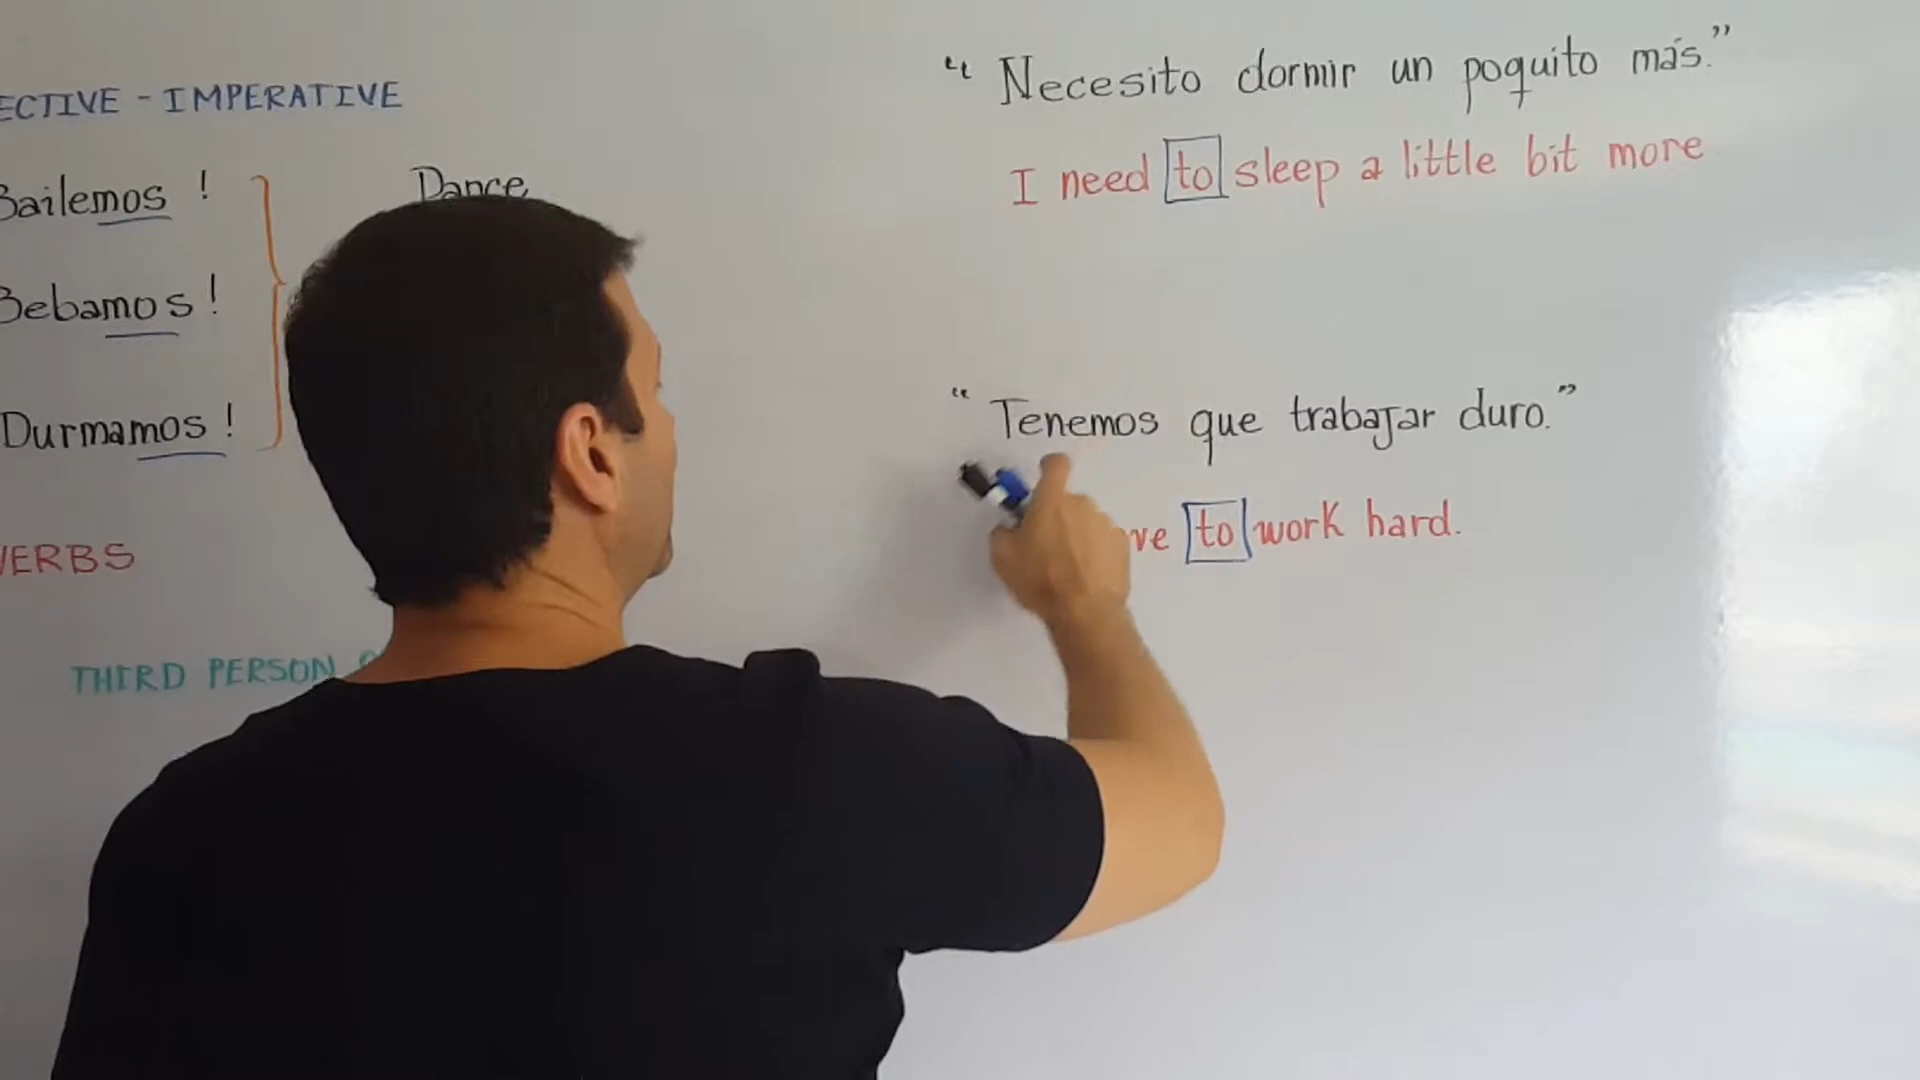 ECTIVE - IMPERATIVE
Bailemos !
Bebamos !
Durmamos !
Dance
VERBS
THIRD PERSON
“ Necesito dormir un poquito más.”
I need to sleep a little bit more
“ Tenemos que trabajar duro.”
ve to work hard.